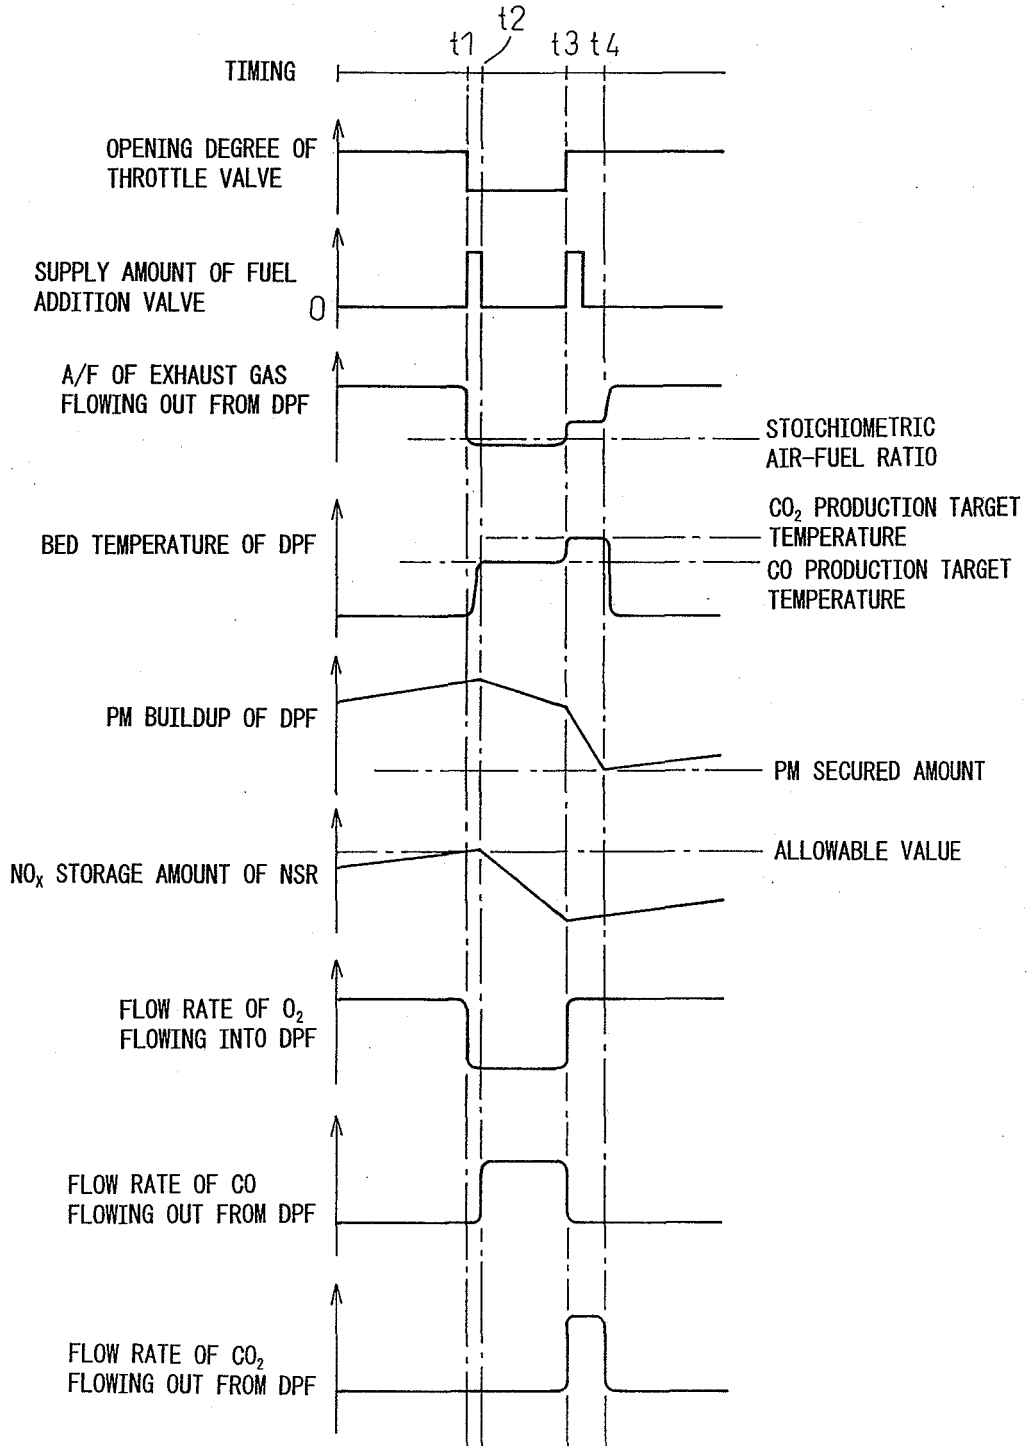 t1 t2 t3 t4
TIMING
OPENING DEGREE OF
THROTTLE VALVE
SUPPLY AMOUNT OF FUEL
ADDITION VALVE
0
A/F OF EXHAUST GAS
FLOWING OUT FROM DPF
STOICHIOMETRIC
AIR-FUEL RATIO
BED TEMPERATURE OF DPF
CO₂ PRODUCTION TARGET
TEMPERATURE
CO PRODUCTION TARGET
TEMPERATURE
PM BUILDUP OF DPF
PM SECURED AMOUNT
ALLOWABLE VALUE
NOₓ STORAGE AMOUNT OF NSR
FLOW RATE OF O₂
FLOWING INTO DPF
FLOW RATE OF CO
FLOWING OUT FROM DPF
FLOW RATE OF CO₂
FLOWING OUT FROM DPF